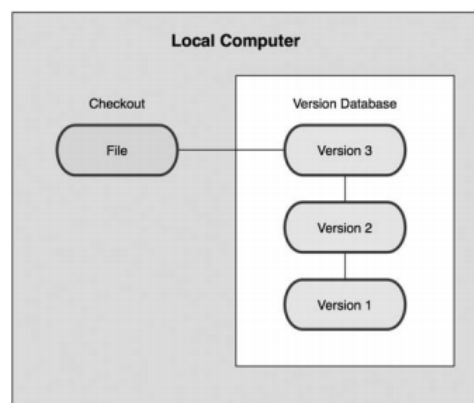 Local Computer
Checkout
Version Database
File
Version 3
Version 2
Version 1